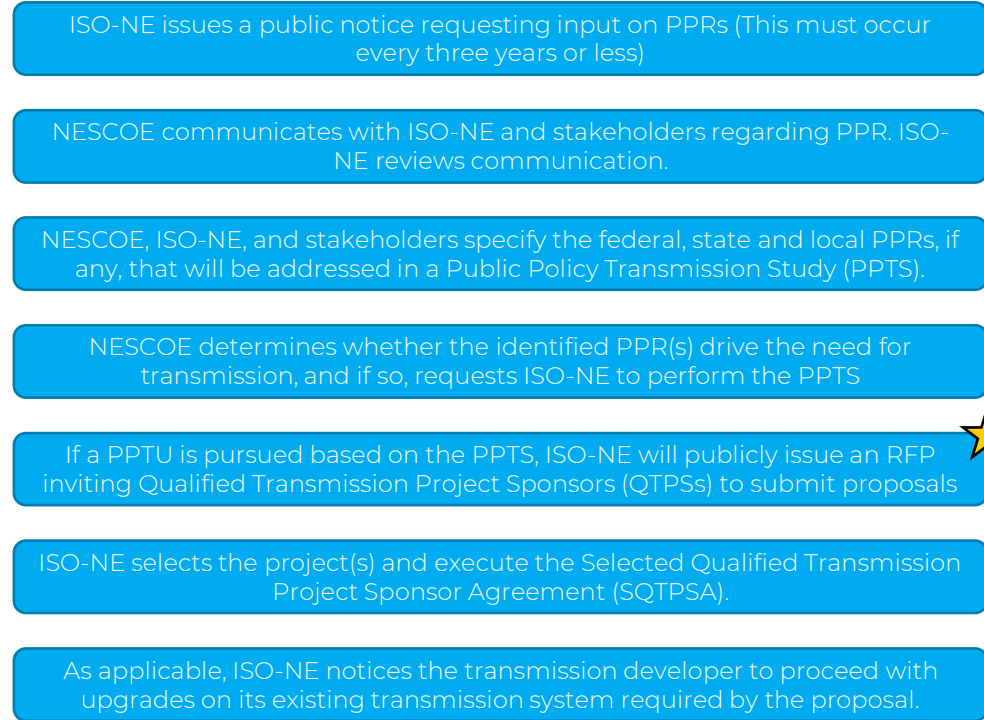 ISO-NE issues a public notice requesting input on PPRs (This must occur
every three years or less)
NESCOE communicates with ISO-NE and stakeholders regarding PPR. ISO-
NE reviews communication.
NESCOE, ISO-NE, and stakeholders specify the federal, state and local PPRs, if
any, that will be addressed in a Public Policy Transmission Study (PPTS).
NESCOE determines whether the identified PPR(s) drive the need for
transmission, and if so, requests ISO-NE to perform the PPTS
If a PPTU is pursued based on the PPTS, ISO-NE will publicly issue an RFP
inviting Qualified Transmission Project Sponsors (QTPSs) to submit proposals
ISO-NE selects the project(s) and execute the Selected Qualified Transmission
Project Sponsor Agreement (SQTPSA).
As applicable, ISO-NE notices the transmission developer to proceed with
upgrades on its existing transmission system required by the proposal.